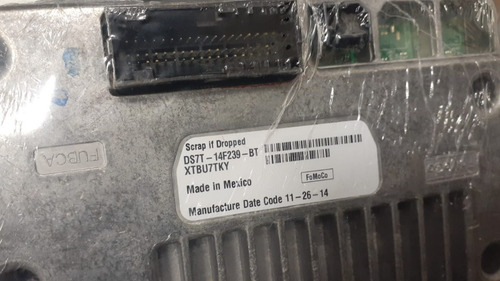 Scrap if Dropped
DS7T-14F239-BT
XTBU7TKY
Made in Mexico
FoMoCo
Manufacture Date Code 11-26-14
FUBCA